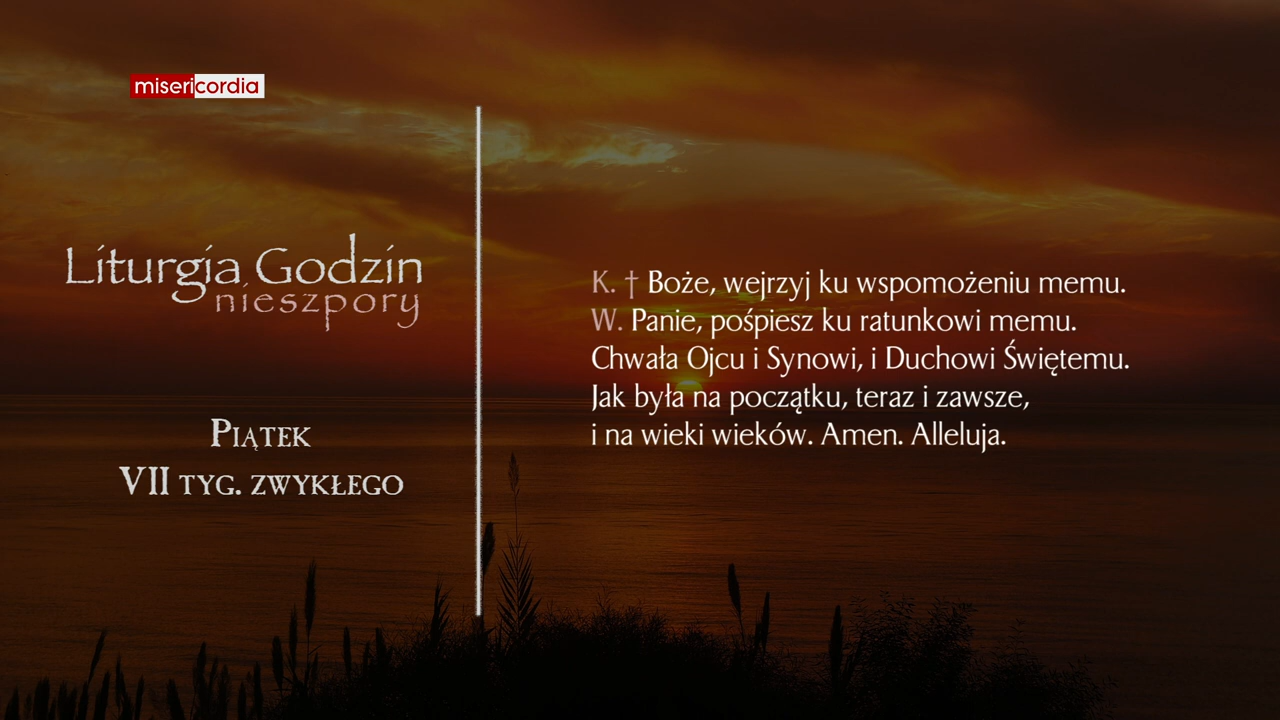 misericordia
Liturgia Godzin
nieszpory
Piątek
VII tyg. zwykłego
K. † Boże, wejrzyj ku wspomożeniu memu.
W. Panie, pośpiesz ku ratunkowi memu.
Chwała Ojcu i Synowi, i Duchowi Świętemu.
Jak była na początku, teraz i zawsze,
i na wieki wieków. Amen. Alleluja.